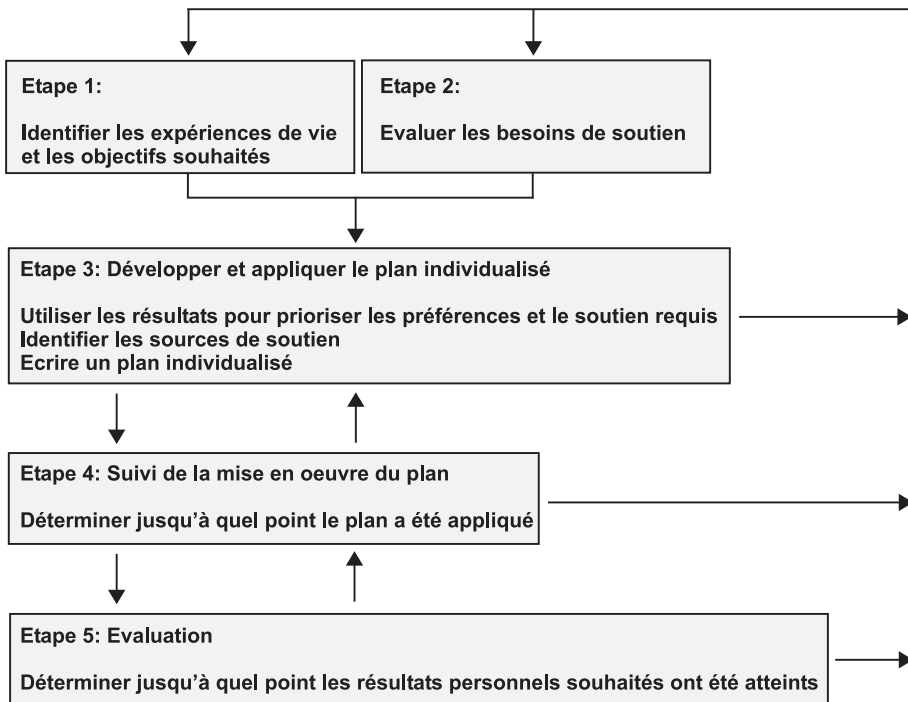 Etape 1:
Identifier les expériences de vie
et les objectifs souhaités
Etape 2:
Evaluer les besoins de soutien
Etape 3: Développer et appliquer le plan individualisé
Utiliser les résultats pour prioriser les préférences et le soutien requis
Identifier les sources de soutien
Ecrire un plan individualisé
Etape 4: Suivi de la mise en oeuvre du plan
Déterminer jusqu'à quel point le plan a été appliqué
Etape 5: Evaluation
Déterminer jusqu'à quel point les résultats personnels souhaités ont été atteints